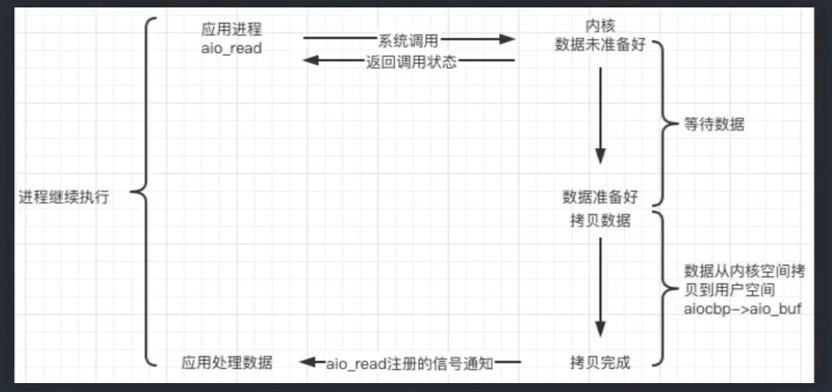 应用进程
aio_read
系统调用
返回调用状态
内核
数据未准备好
等待数据
进程继续执行
数据准备好
拷贝数据
数据从内核空间拷
贝到用户空间
aiocbp->aio_buf
应用处理数据
aio_read注册的信号通知
拷贝完成